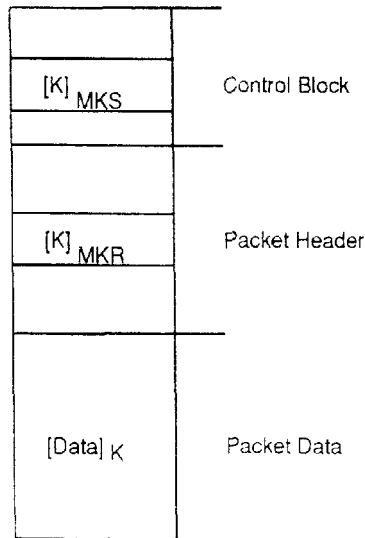 [K] MKS Control Block
[K] MKR Packet Header
[Data] K Packet Data